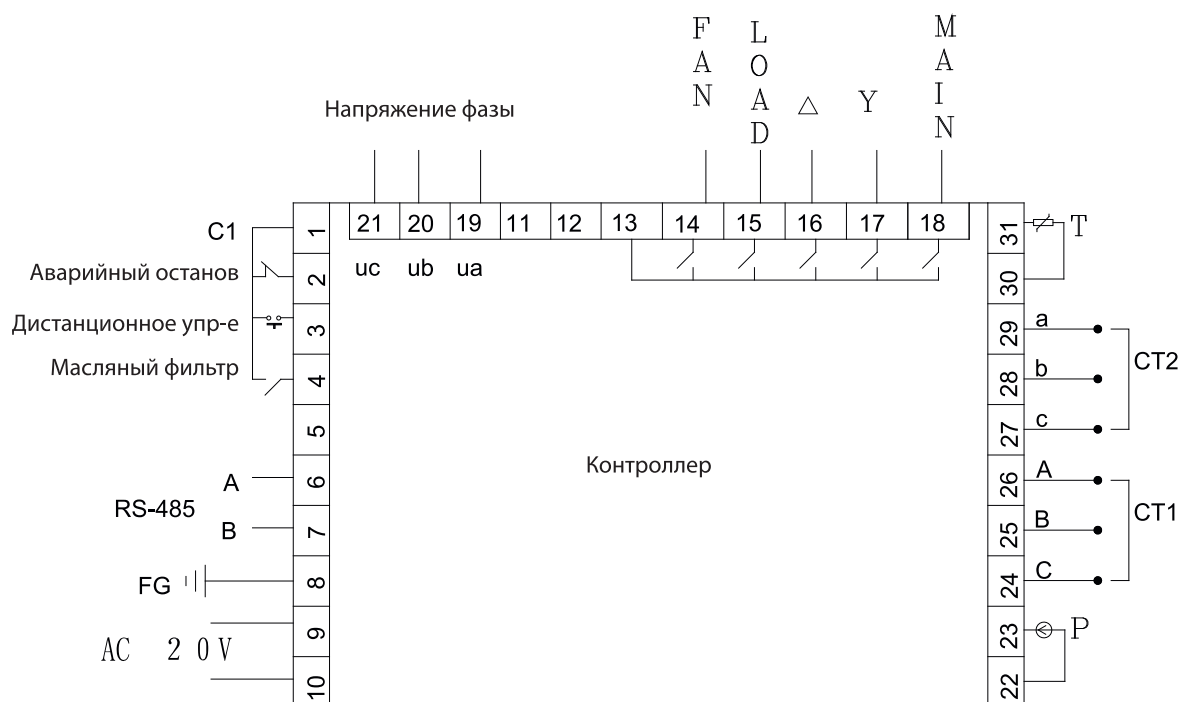 FAN
LOAD
△
Y
MAIN
Напряжение фазы
21 20 19 11 12 13 14 15 16 17 18
uc ub ua
C1 1
Аварийный останов 2
Дистанционное упр-е 3
Масляный фильтр 4
5
A 6
RS-485
B 7
FG 8
AC 20V
9
10
Контроллер
31 T
30
29 a
28 b
27 c
CT2
26 A
25 B
24 C
CT1
23 P
22